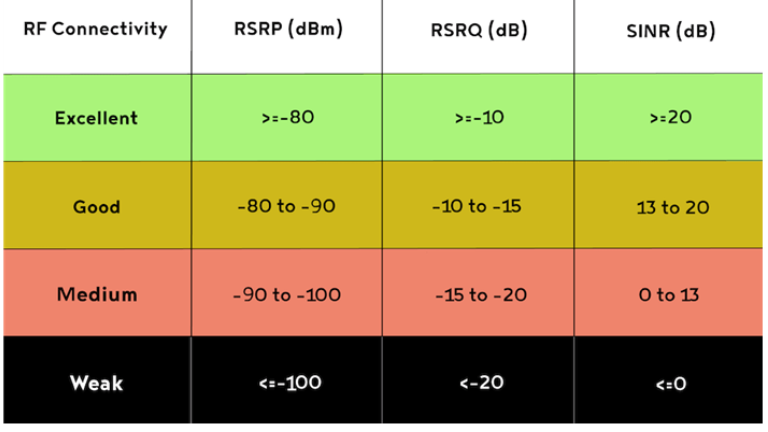 RF Connectivity RSRP (dBm) RSRQ (dB) SINR (dB)
Excellent >=-80 >=-10 >=20
Good -80 to -90 -10 to -15 13 to 20
Medium -90 to -100 -15 to -20 0 to 13
Weak <=-100 <-20 <=0